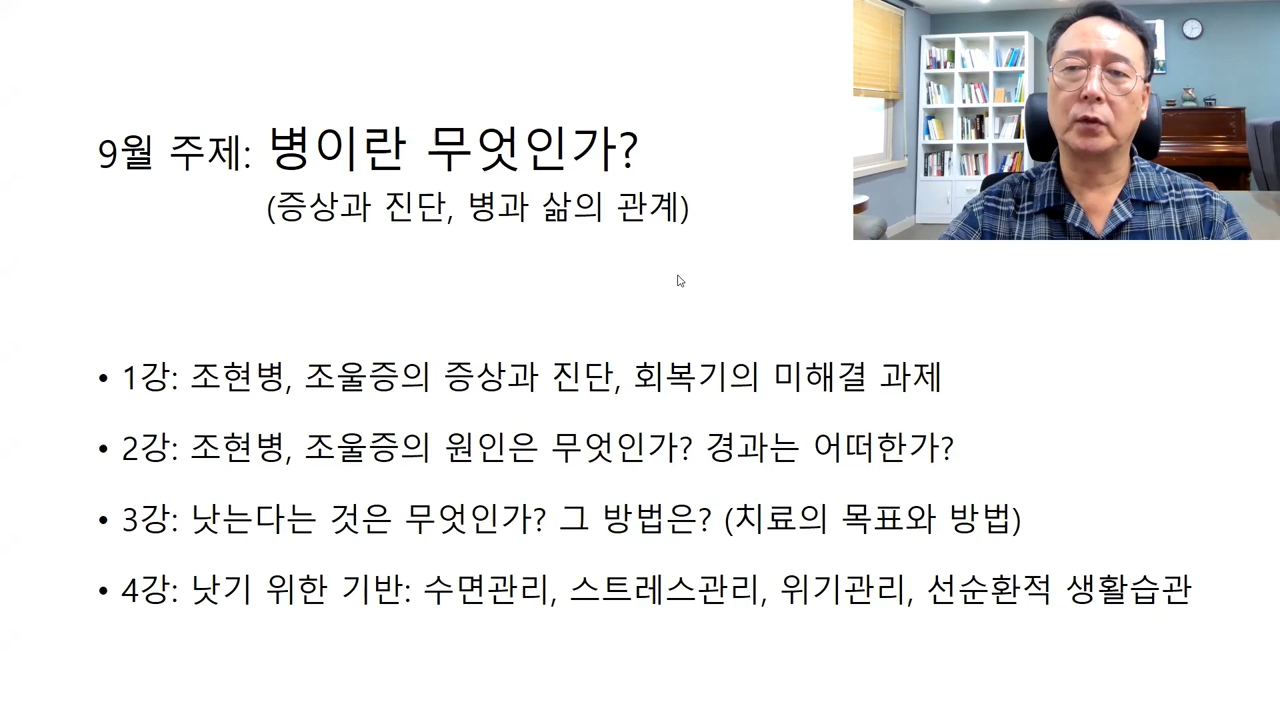 9월 주제: 병이란 무엇인가?
(증상과 진단, 병과 삶의 관계)
• 1강: 조현병, 조울증의 증상과 진단, 회복기의 미해결 과제
• 2강: 조현병, 조울증의 원인은 무엇인가? 경과는 어떠한가?
• 3강: 낫는다는 것은 무엇인가? 그 방법은? (치료의 목표와 방법)
• 4강: 낫기 위한 기반: 수면관리, 스트레스관리, 위기관리, 선순환적 생활습관